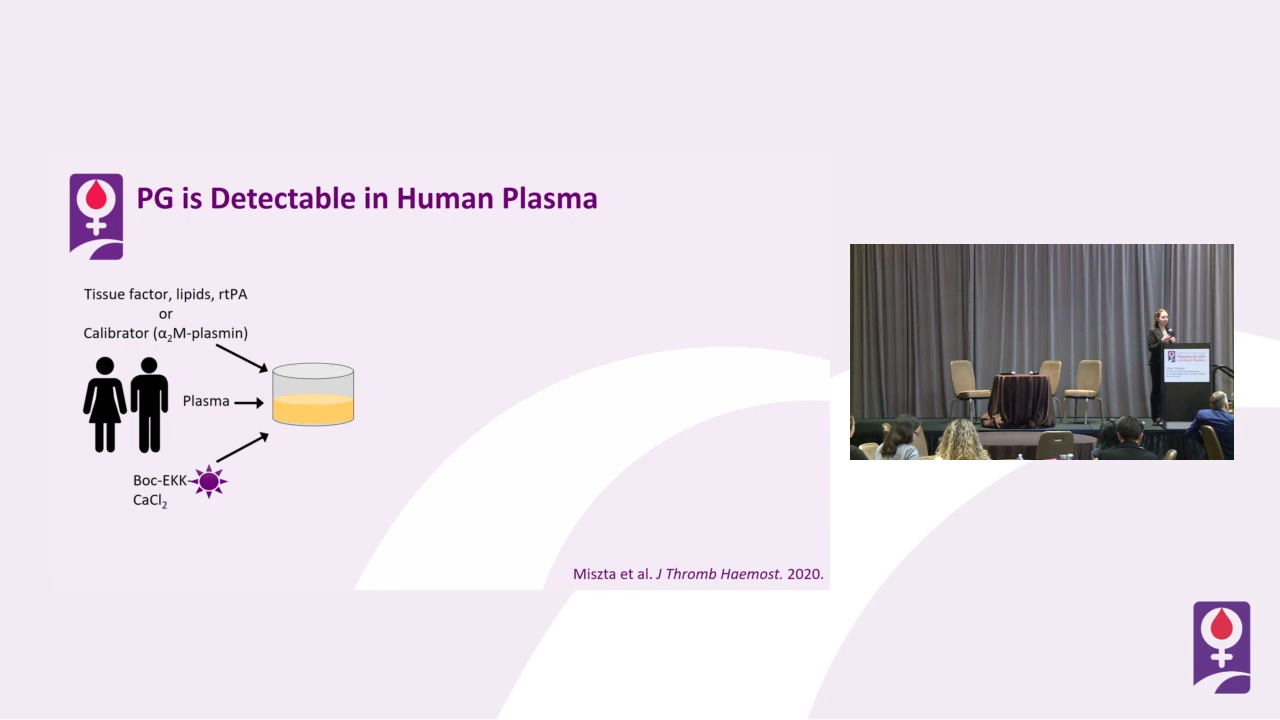 PG is Detectable in Human Plasma
Tissue factor, lipids, rtPA
or
Calibrator (α₂M-plasmin)
Plasma
Boc-EKK-
CaCl₂
Miszta et al. J Thromb Haemost. 2020.